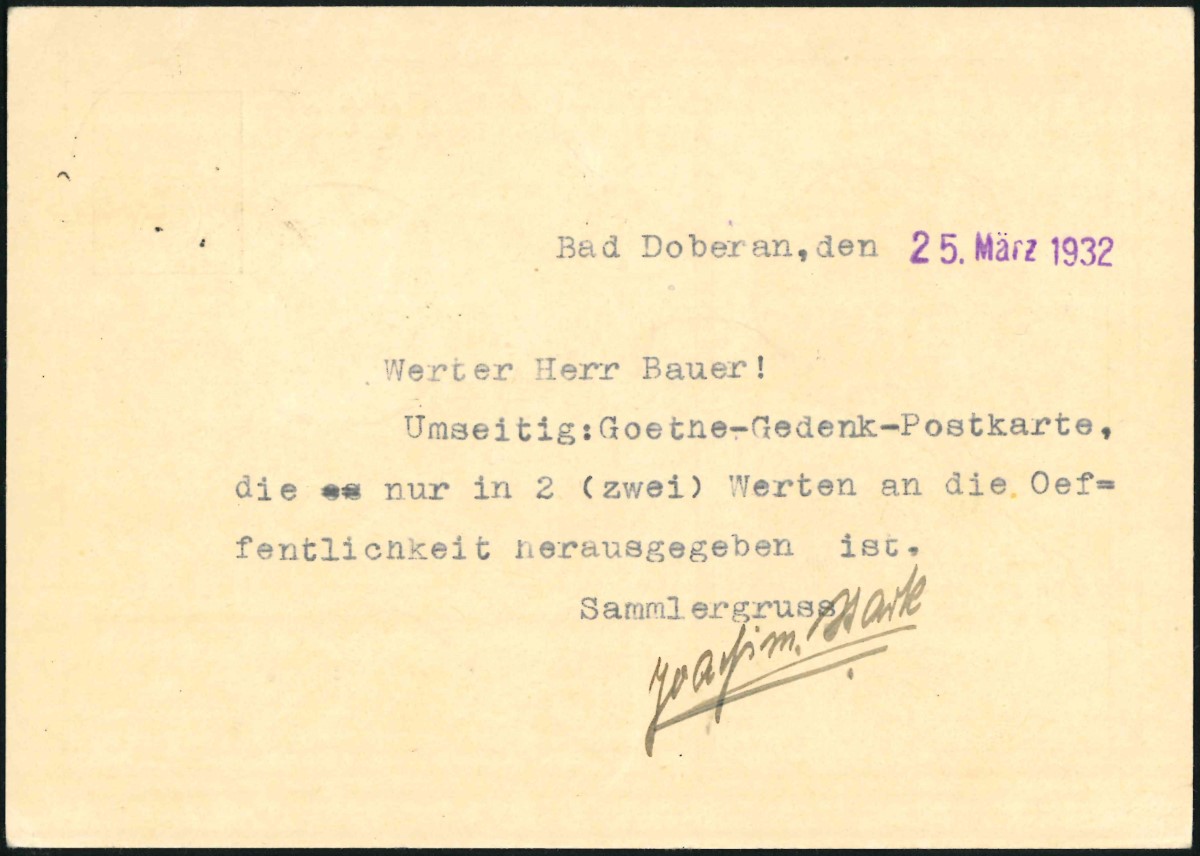 Bad Doberan,den 25. März 1932
Werter Herr Bauer!
Umseitig:Goethe-Gedenk-Postkarte,
die nur in 2 (zwei) Werten an die Oef=
fentlichkeit herausgegeben ist.
Sammlergruss
Joachim